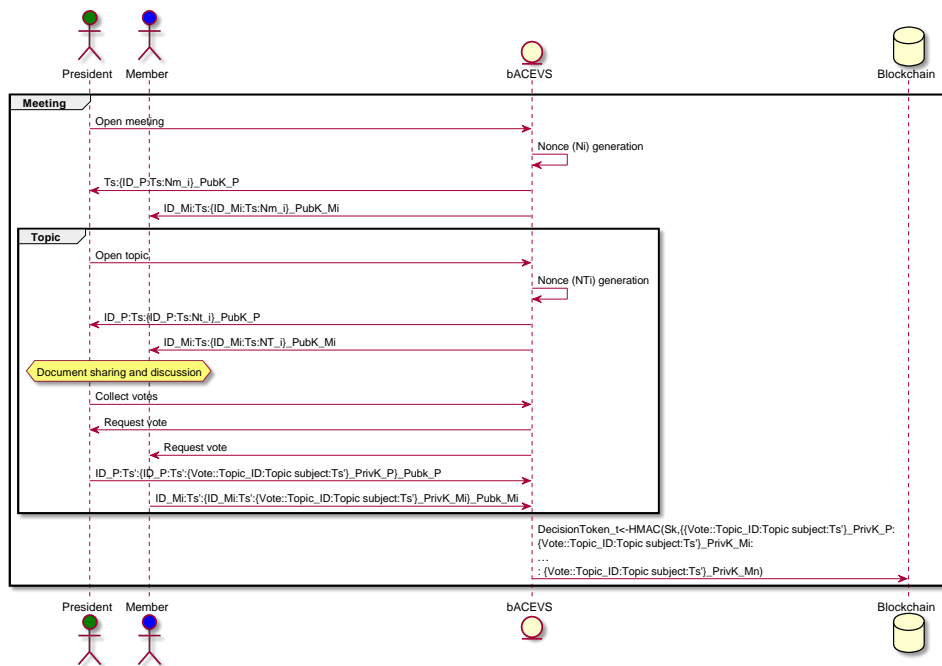 President
Member
bACEVS
Blockchain
Meeting
Open meeting
Nonce (Ni) generation
Ts:{ID_P:Ts:Nm_i}_PubK_P
ID_Mi:Ts:{ID_Mi:Ts:Nm_i}_PubK_Mi
Topic
Open topic
Nonce (NTi) generation
ID_P:Ts:{ID_P:Ts:Nt_i}_PubK_P
ID_Mi:Ts:{ID_Mi:Ts:NT_i}_PubK_Mi
Document sharing and discussion
Collect votes
Request vote
Request vote
ID_P:Ts':{ID_P:Ts':{Vote::Topic_ID:Topic subject:Ts'}_PrivK_P}_Pubk_P
ID_Mi:Ts':{ID_Mi:Ts':{Vote::Topic_ID:Topic subject:Ts'}_PrivK_Mi}_Pubk_Mi
DecisionToken_t<-HMAC(Sk,{{Vote::Topic_ID:Topic subject:Ts'}_PrivK_P:
{Vote::Topic_ID:Topic subject:Ts'}_PrivK_Mi:
...
: {Vote::Topic_ID:Topic subject:Ts'}_PrivK_Mn)
President
Member
bACEVS
Blockchain